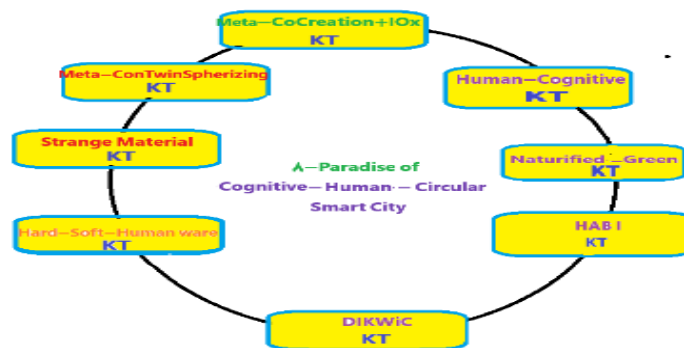 Meta-CoCreation+IOx
KT
Meta-ConTwinSpherizing
KT
Human-Cognitive
KT
Strange Material
KT
Naturified -Green
KT
۸-Paradise of
Cognitive-Human-Circular
Smart City
Hard-Soft-Human ware
KT
HAB I
KT
DIKWiC
KT